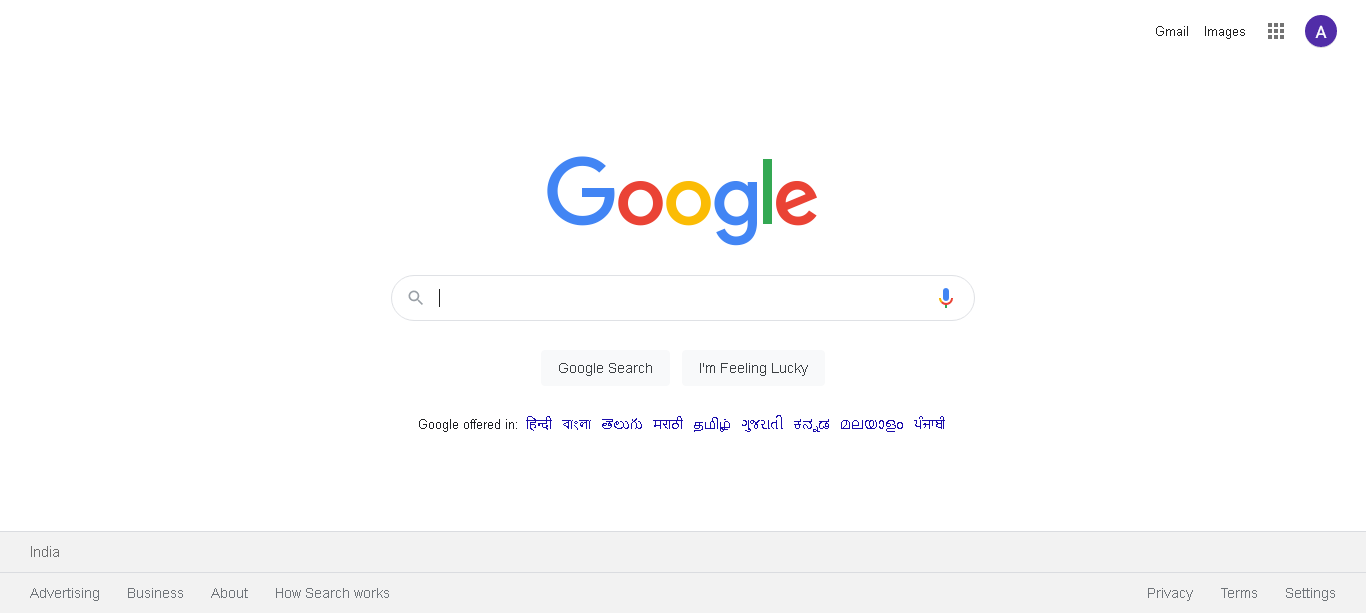 Gmail Images A
Google
Google Search I'm Feeling Lucky
Google offered in: हिन्दी বাংলা తెలుగు मराठी தமிழ் ગુજરાતી ಕನ್ನಡ മലയാളം ਪੰਜਾਬੀ
India
Advertising Business About How Search works Privacy Terms Settings